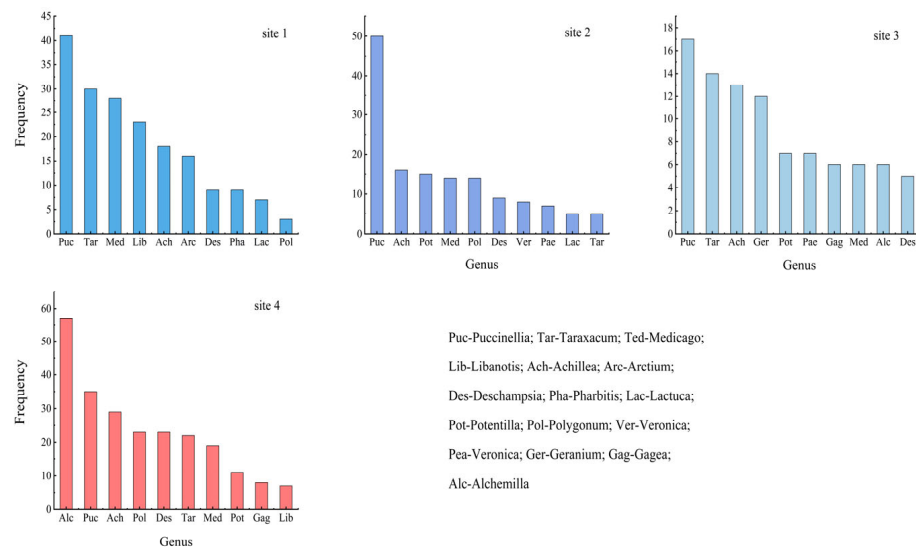 site 1
Frequency
45
40
35
30
25
20
15
10
5
0
Puc Tar Med Lib Ach Arc Des Pha Lac Pol
Genus
site 2
50
40
30
20
10
0
Puc Ach Pot Med Pol Des Ver Pae Lac Tar
Genus
site 3
18
16
14
12
10
8
6
4
2
0
Puc Tar Ach Ger Pot Pae Gag Med Alc Des
Genus
site 4
Frequency
60
50
40
30
20
10
0
Alc Puc Ach Pol Des Tar Med Pot Gag Lib
Genus
Puc-Puccinellia; Tar-Taraxacum; Ted-Medicago;
Lib-Libanotis; Ach-Achillea; Arc-Arctium;
Des-Deschampsia; Pha-Pharbitis; Lac-Lactuca;
Pot-Potentilla; Pol-Polygonum; Ver-Veronica;
Pea-Veronica; Ger-Geranium; Gag-Gagea;
Alc-Alchemilla